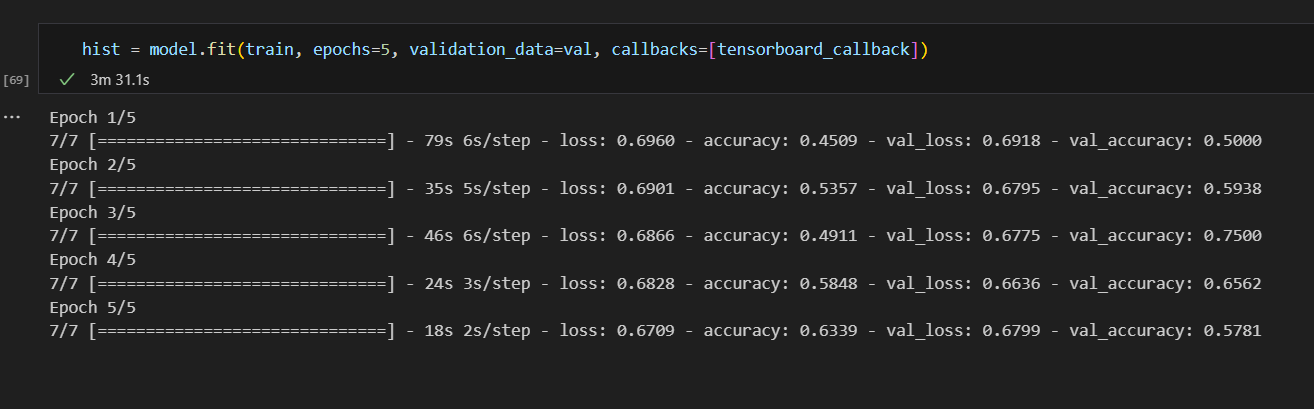 hist = model.fit(train, epochs=5, validation_data=val, callbacks=[tensorboard_callback])
[69]
✓ 3m 31.1s
...
Epoch 1/5
7/7 [==============================] - 79s 6s/step - loss: 0.6960 - accuracy: 0.4509 - val_loss: 0.6918 - val_accuracy: 0.5000
Epoch 2/5
7/7 [==============================] - 35s 5s/step - loss: 0.6901 - accuracy: 0.5357 - val_loss: 0.6795 - val_accuracy: 0.5938
Epoch 3/5
7/7 [==============================] - 46s 6s/step - loss: 0.6866 - accuracy: 0.4911 - val_loss: 0.6775 - val_accuracy: 0.7500
Epoch 4/5
7/7 [==============================] - 24s 3s/step - loss: 0.6828 - accuracy: 0.5848 - val_loss: 0.6636 - val_accuracy: 0.6562
Epoch 5/5
7/7 [==============================] - 18s 2s/step - loss: 0.6709 - accuracy: 0.6339 - val_loss: 0.6799 - val_accuracy: 0.5781